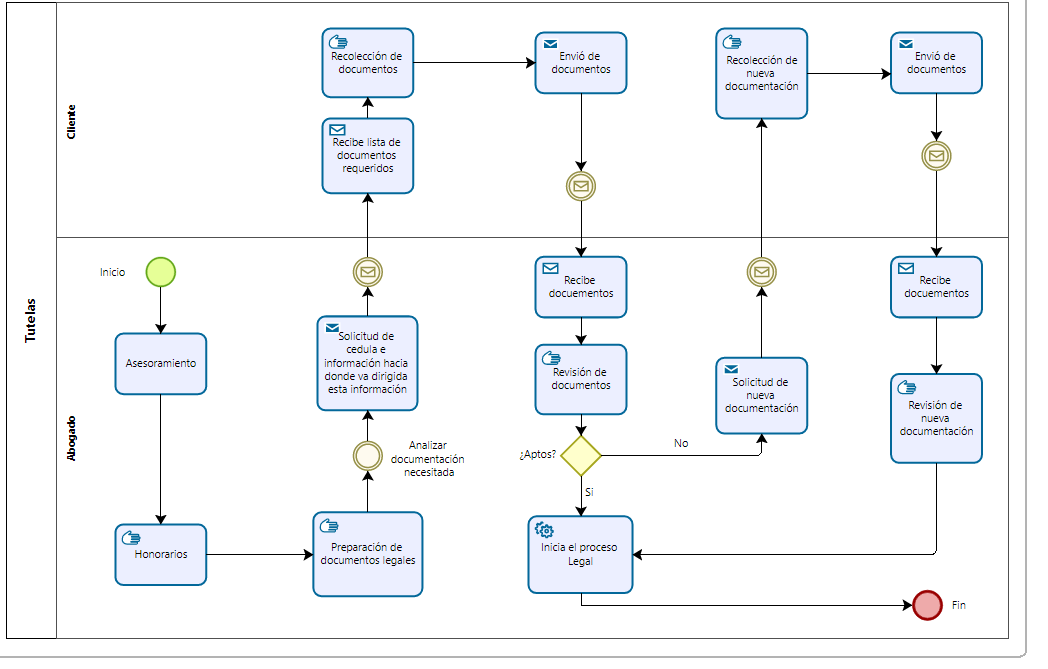 Tutelas
Cliente
Recolección de
documentos
Envió de
documentos
Recolección de
nueva
documentación
Envió de
documentos
Recibe lista de
documentos
requeridos
Abogado
Inicio
Asesoramiento
Honorarios
Preparación de
documentos legales
Analizar
documentación
necesitada
Solicitud de
cedula e
información hacia
donde va dirigida
esta información
Recibe
docuementos
Revisión de
documentos
¿Aptos?
No
Si
Solicitud de
nueva
documentación
Recibe
docuementos
Revisión de
nueva
documentación
Inicia el proceso
Legal
Fin